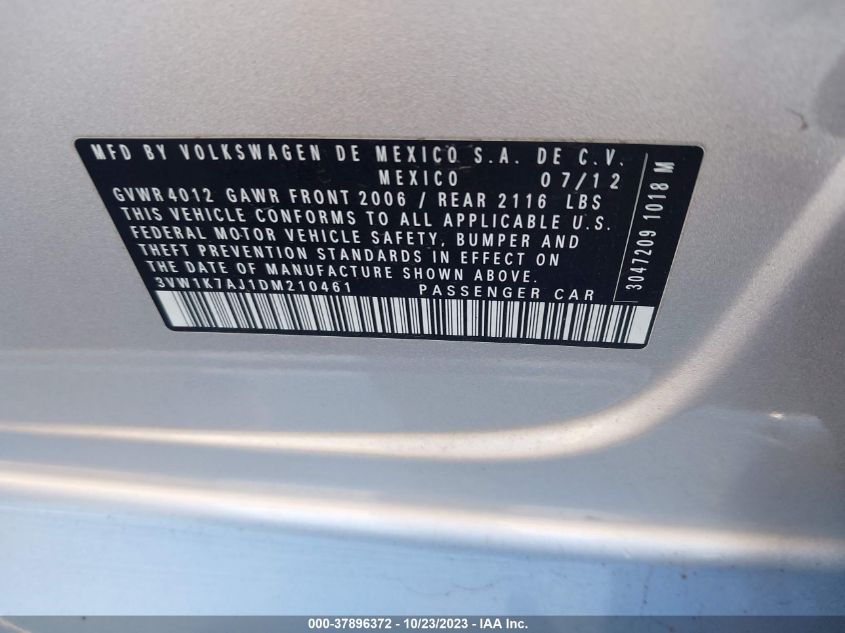 MFD BY VOLKSWAGEN DE MEXICO S.A. DE C.V.
MEXICO 07/12
GVWR 4012 GAWR FRONT 2006 / REAR 2116 LBS
THIS VEHICLE CONFORMS TO ALL APPLICABLE U.S.
FEDERAL MOTOR VEHICLE SAFETY, BUMPER AND
THEFT PREVENTION STANDARDS IN EFFECT ON
THE DATE OF MANUFACTURE SHOWN ABOVE.
3VW1K7AJ1DM210461 PASSENGER CAR
3047209 1018 M
000-37896372 / 10/23/2023 - IAA Inc.